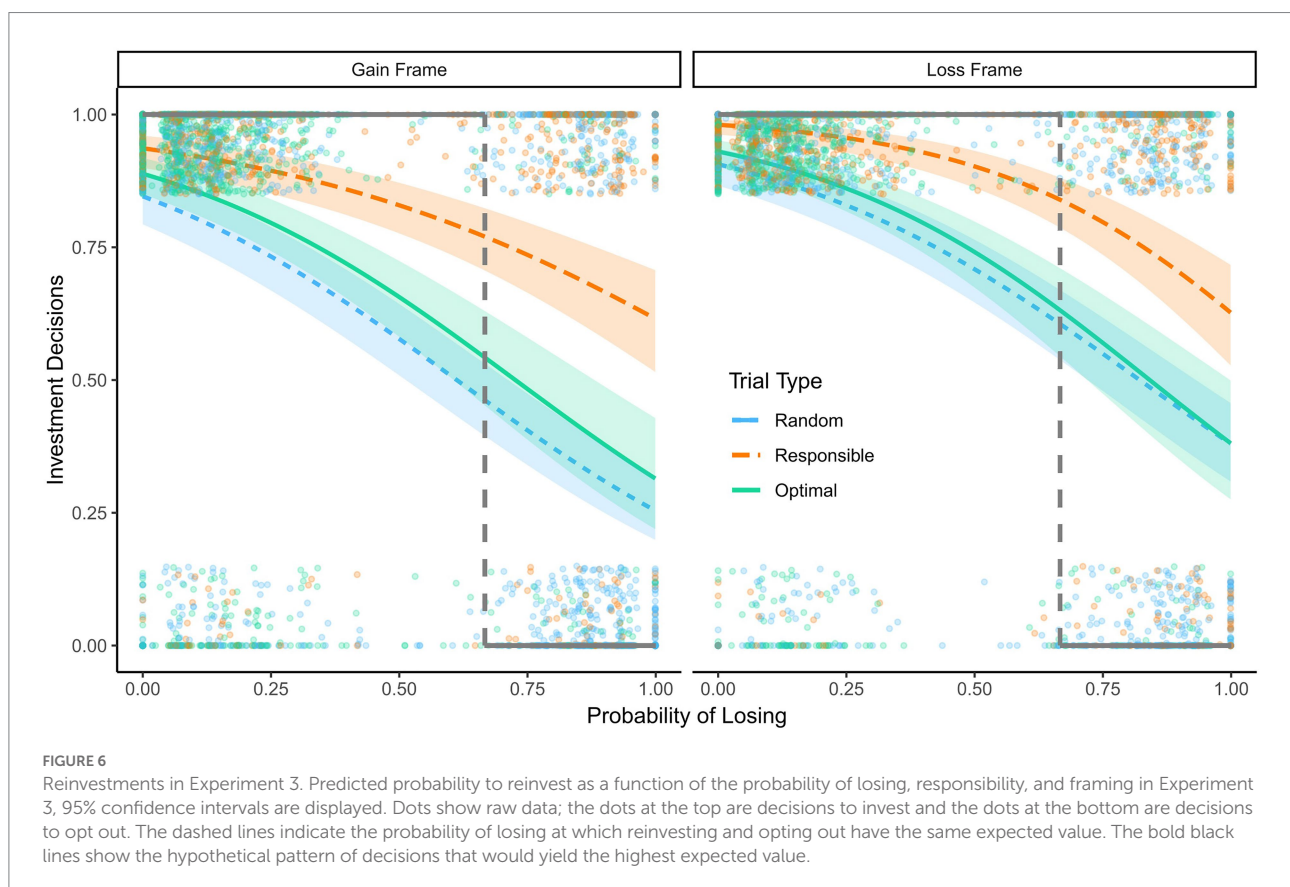 Gain Frame
Loss Frame
1.00
0.75
0.50
0.25
0.00
Investment Decisions
Trial Type
Random
Responsible
Optimal
0.00 0.25 0.50 0.75 1.00
0.00 0.25 0.50 0.75 1.00
Probability of Losing
FIGURE 6
Reinvestments in Experiment 3. Predicted probability to reinvest as a function of the probability of losing, responsibility, and framing in Experiment
3, 95% confidence intervals are displayed. Dots show raw data; the dots at the top are decisions to invest and the dots at the bottom are decisions
to opt out. The dashed lines indicate the probability of losing at which reinvesting and opting out have the same expected value. The bold black
lines show the hypothetical pattern of decisions that would yield the highest expected value.